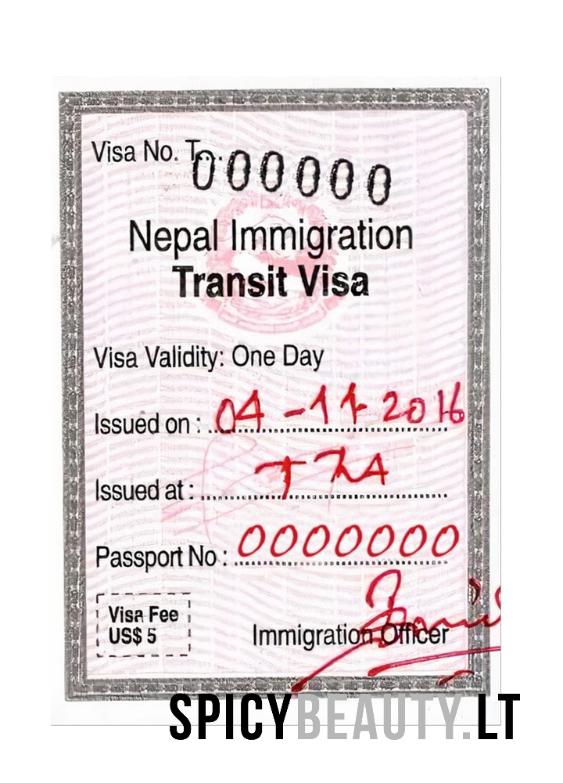 Visa No. T... 000000
Nepal Immigration
Transit Visa
Visa Validity: One Day
Issued on : 04-11-2016
Issued at : TIA
Passport No : 0000000
Visa Fee
US$ 5
Immigration Officer
SPICYBEAUTY.LT